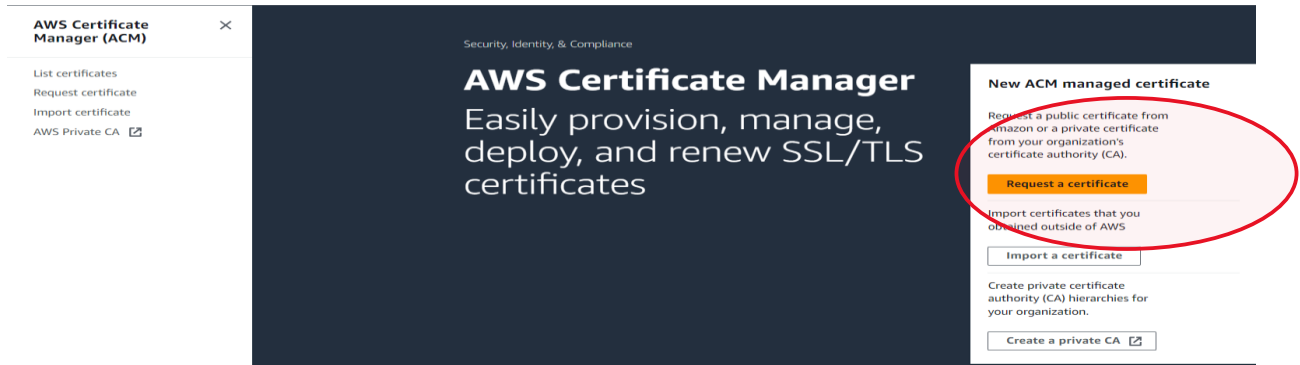 AWS Certificate
Manager (ACM)
List certificates
Request certificate
Import certificate
AWS Private CA
Security, Identity, & Compliance
AWS Certificate Manager
Easily provision, manage,
deploy, and renew SSL/TLS
certificates
New ACM managed certificate
Request a public certificate from
Amazon or a private certificate
from your organization's
certificate authority (CA).
Request a certificate
Import certificates that you
obtained outside of AWS
Import a certificate
Create private certificate
authority (CA) hierarchies for
your organization.
Create a private CA